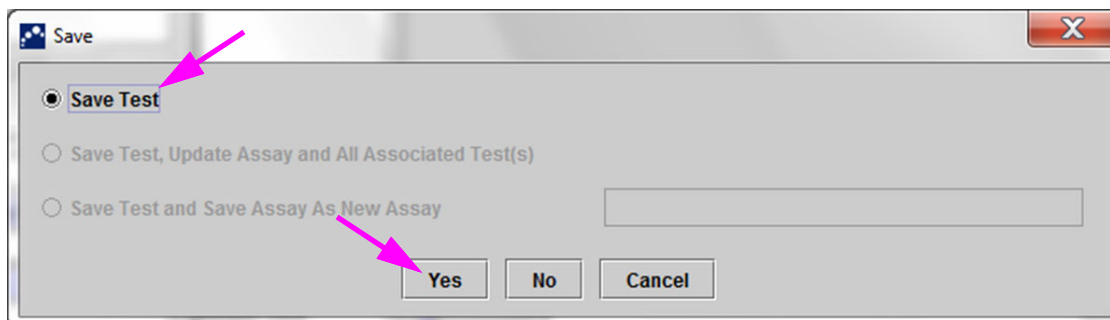 Save
Save Test
Save Test, Update Assay and All Associated Test(s)
Save Test and Save Assay As New Assay
Yes No Cancel